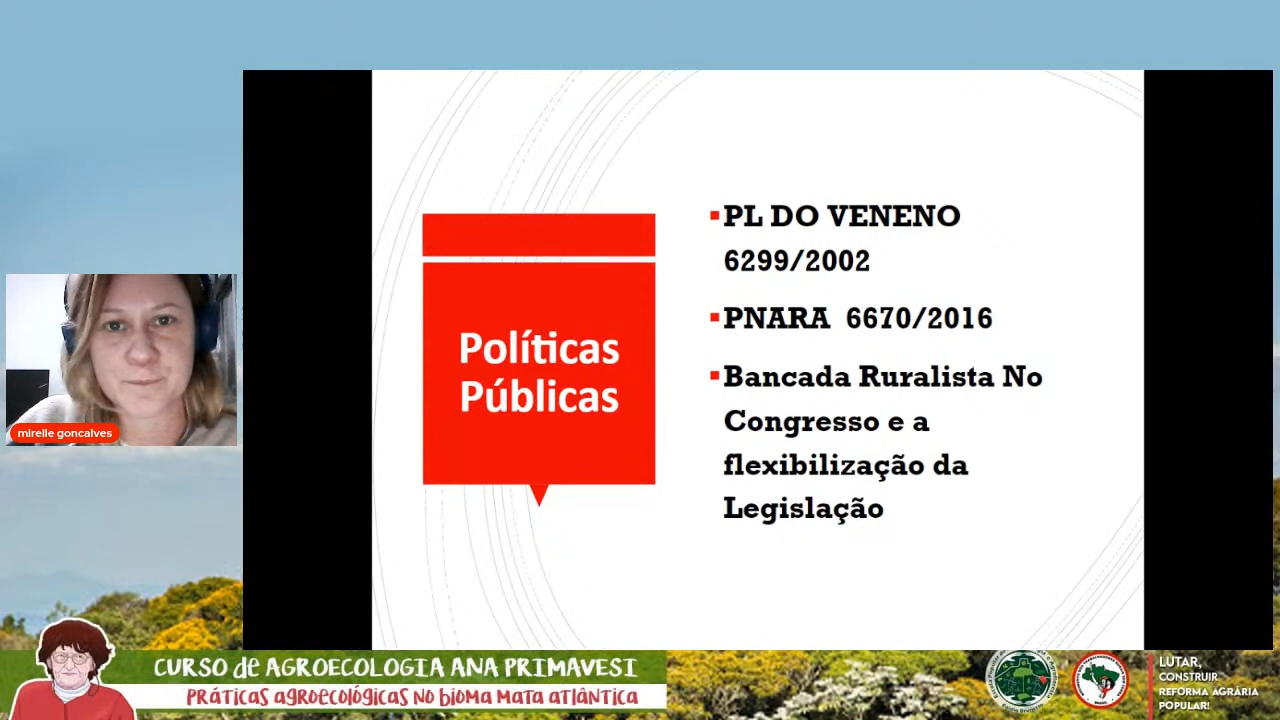 Políticas
Públicas
PL DO VENENO
6299/2002
PNARA 6670/2016
Bancada Ruralista No
Congresso e a
flexibilização da
Legislação
mirelle goncalves
CURSO de AGROECOLOGIA ANA PRIMAVESI
PRÁTICAS AGROECOLÓGICAS NO BIOMA MATA ATLÂNTICA
LUTAR,
CONSTRUIR
REFORMA AGRÁRIA
POPULAR!